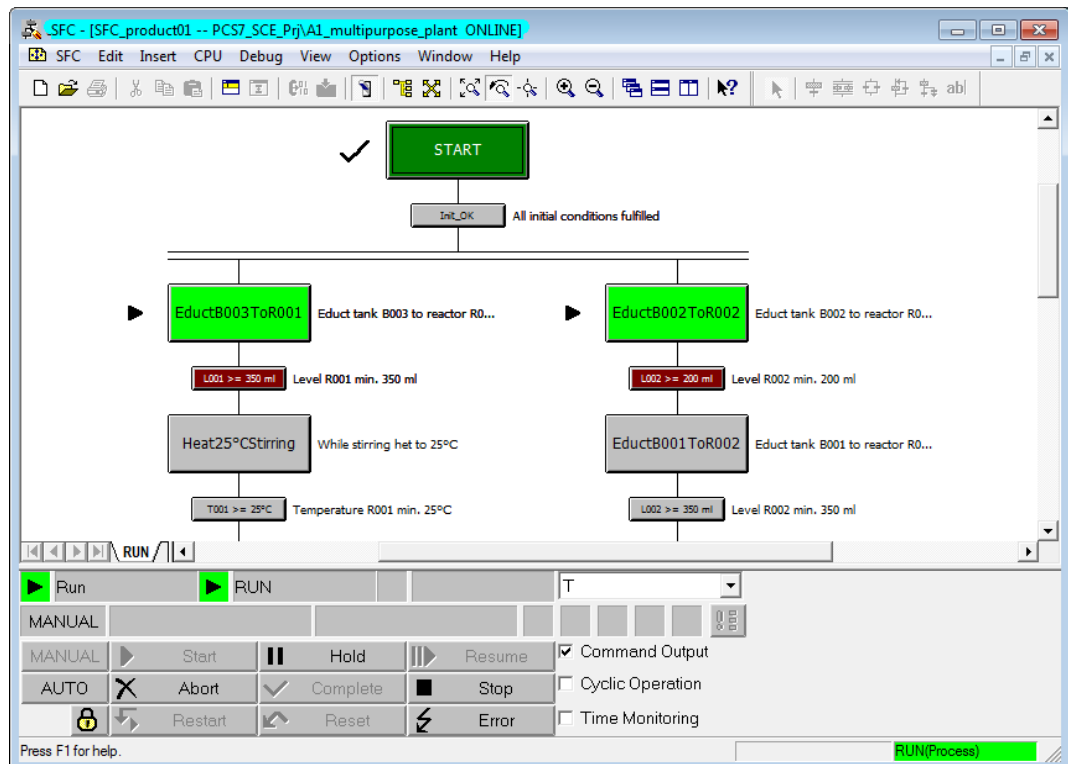 SFC - [SFC_product01 -- PCS7_SCE_Prj\A1_multipurpose_plant ONLINE]
SFC Edit Insert CPU Debug View Options Window Help
abl
START
Init_OK All initial conditions fulfilled
EductB003ToR001 Educt tank B003 to reactor R0... EductB002ToR002 Educt tank B002 to reactor R0...
L001 >= 350 ml Level R001 min. 350 ml L002 >= 200 ml Level R002 min. 200 ml
Heat25°CStirring While stirring het to 25°C EductB001ToR002 Educt tank B001 to reactor R0...
T001 >= 25°C Temperature R001 min. 25°C L002 >= 350 ml Level R002 min. 350 ml
RUN
Run RUN T
MANUAL
MANUAL Start Hold Resume Command Output
AUTO Abort Complete Stop Cyclic Operation
Restart Reset Error Time Monitoring
Press F1 for help. RUN(Process)